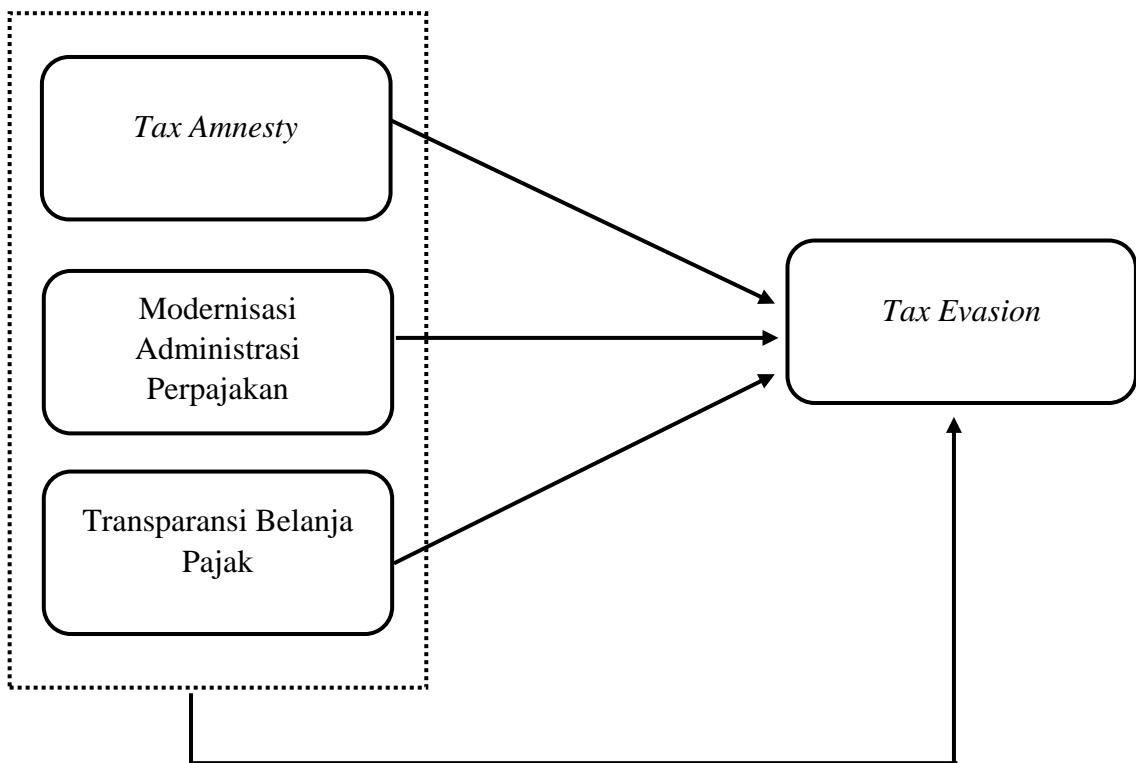 Tax Amnesty
Modernisasi
Administrasi
Perpajakan
Transparansi Belanja
Pajak
Tax Evasion